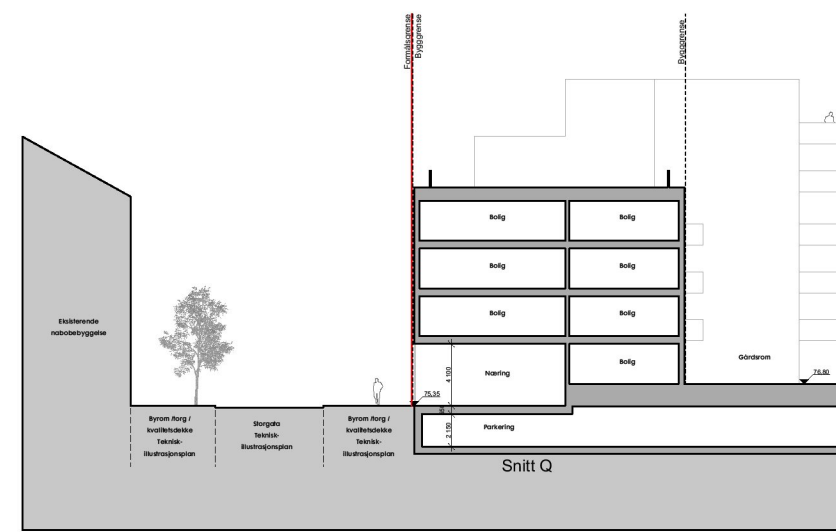 Formålsgrense
Byggegrense
Byggegrense
Bolig
Bolig
Bolig
Bolig
Bolig
Bolig
Eksisterende
nabobebyggelse
Bolig
Gårdsrom
Næring
4 100
76,80
75,35
Byrom /torg /
kvalitetsdekke
Teknisk-
illustrasjonsplan
Storgata
Teknisk-
illustrasjonsplan
Byrom /torg /
kvalitetsdekke
Teknisk-
illustrasjonsplan
Parkering
2 150
Snitt Q